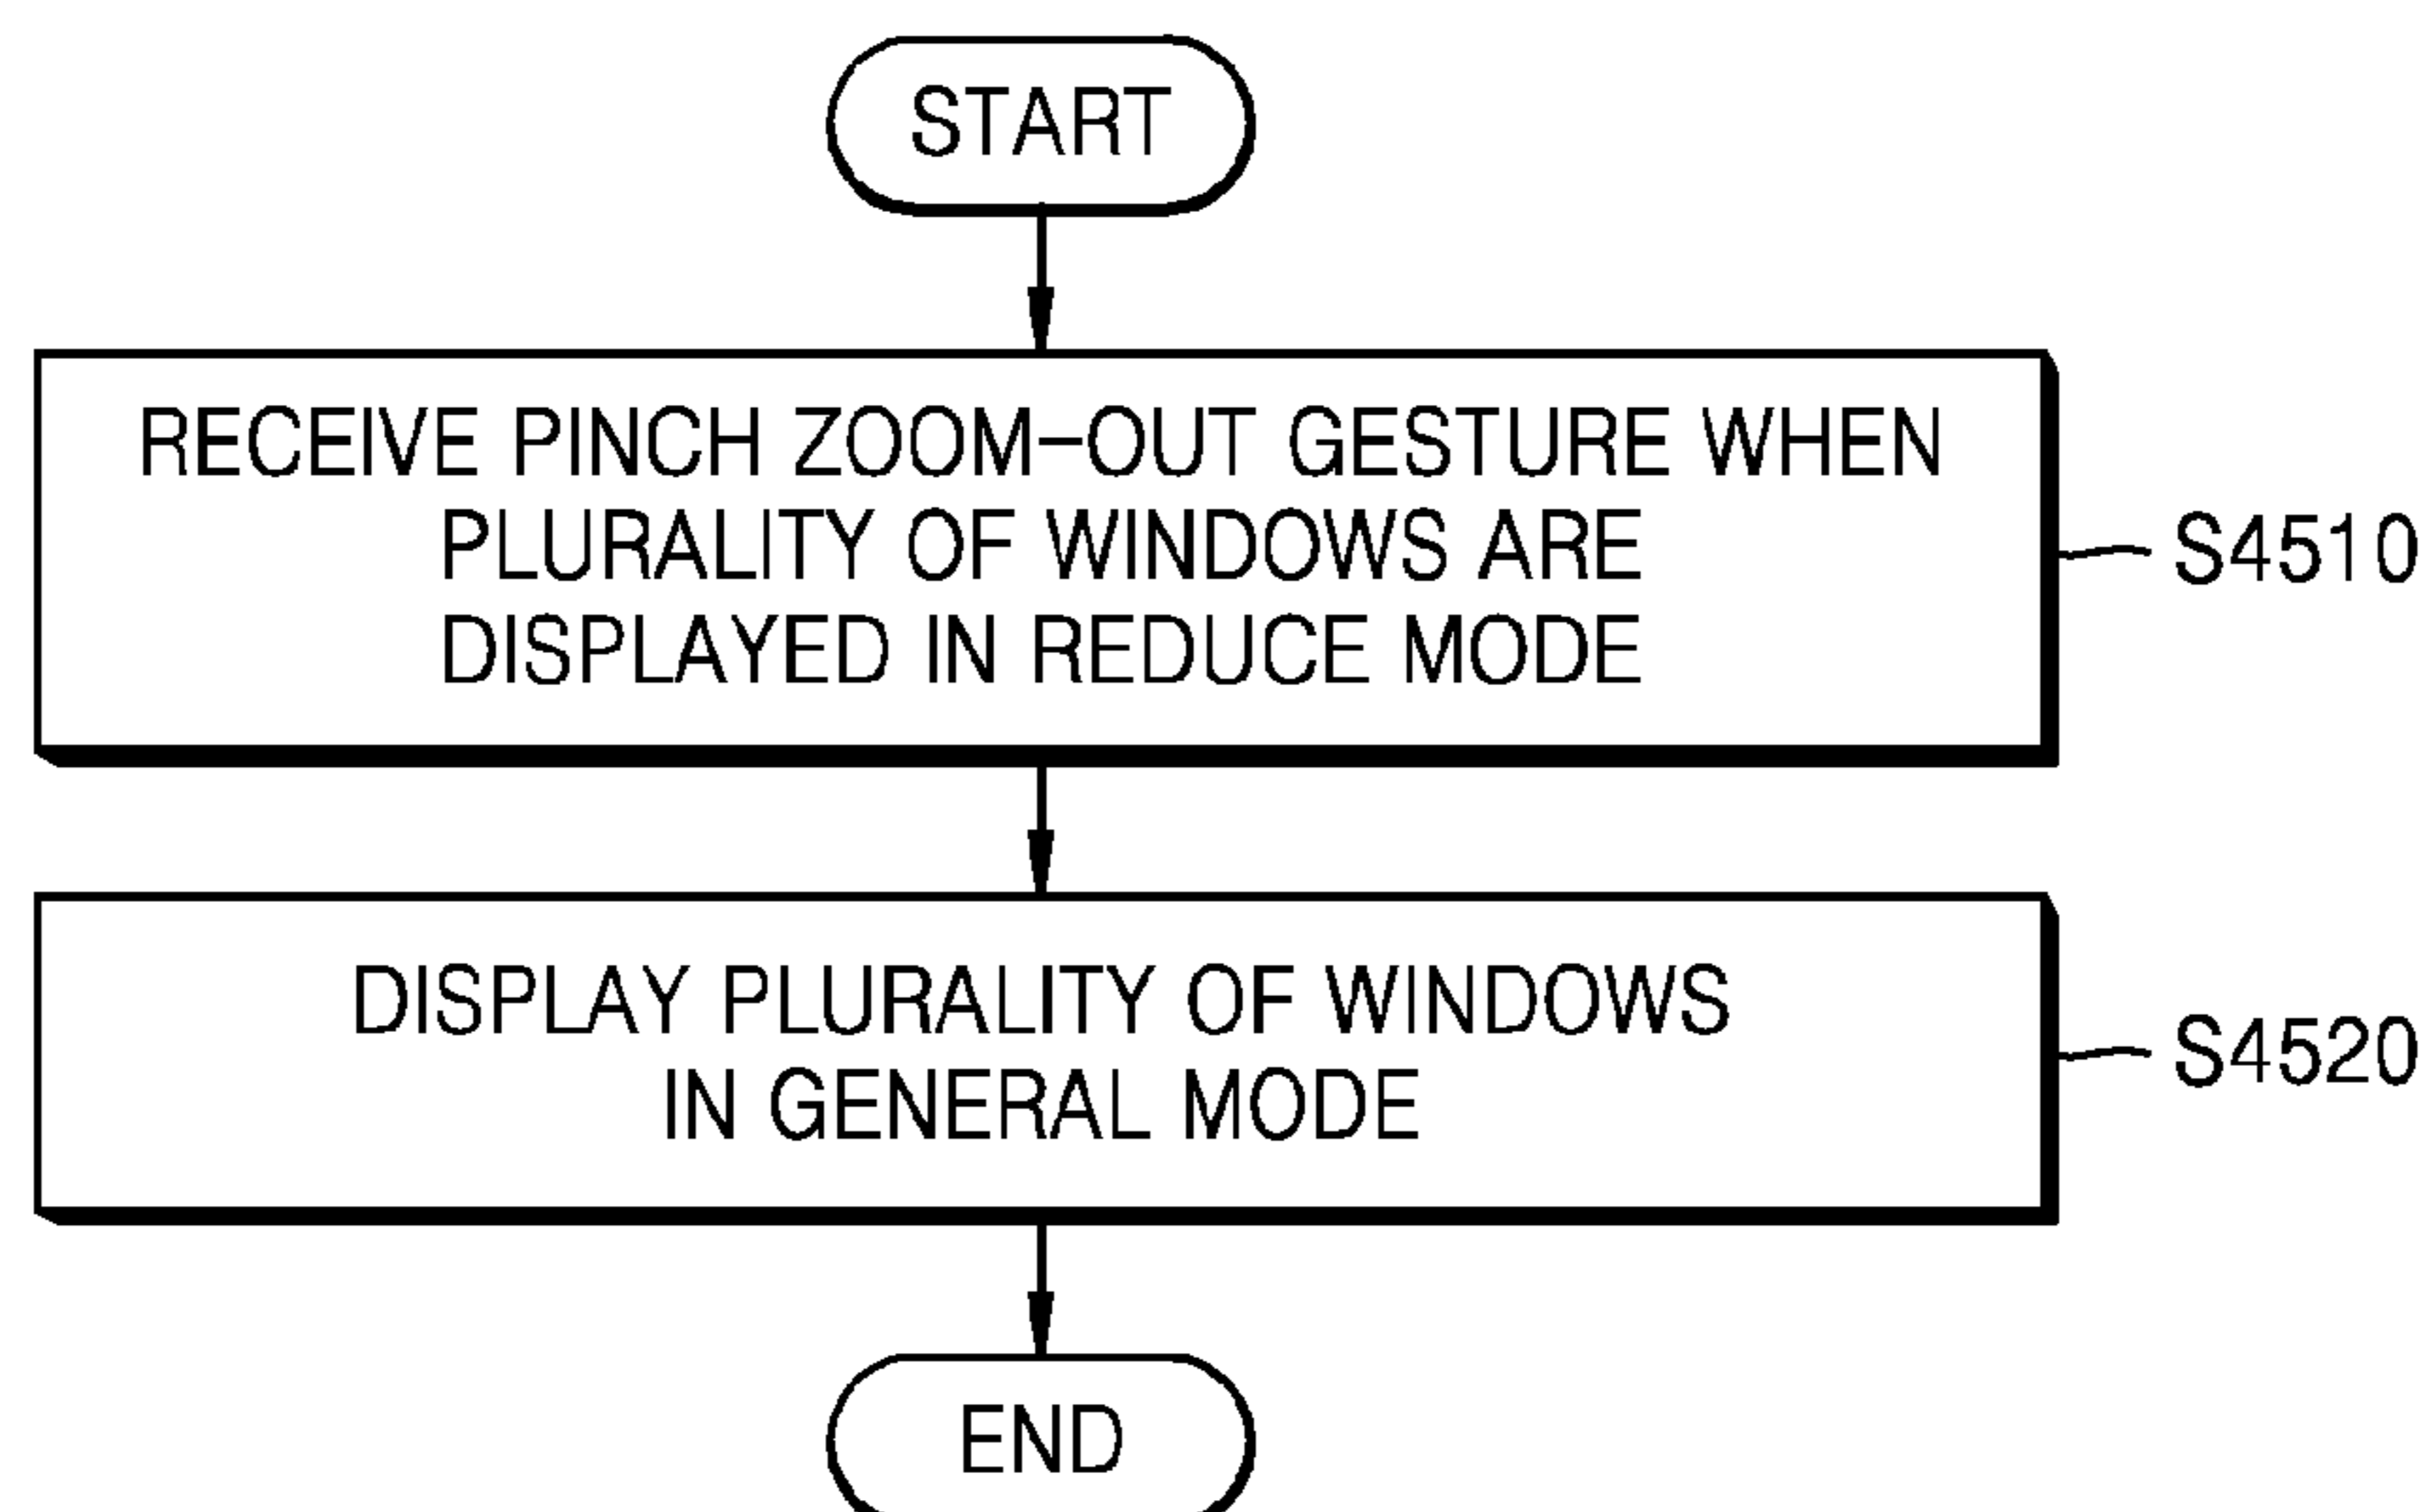 START
RECEIVE PINCH ZOOM-OUT GESTURE WHEN
PLURALITY OF WINDOWS ARE
DISPLAYED IN REDUCE MODE
S4510
DISPLAY PLURALITY OF WINDOWS
IN GENERAL MODE
S4520
END